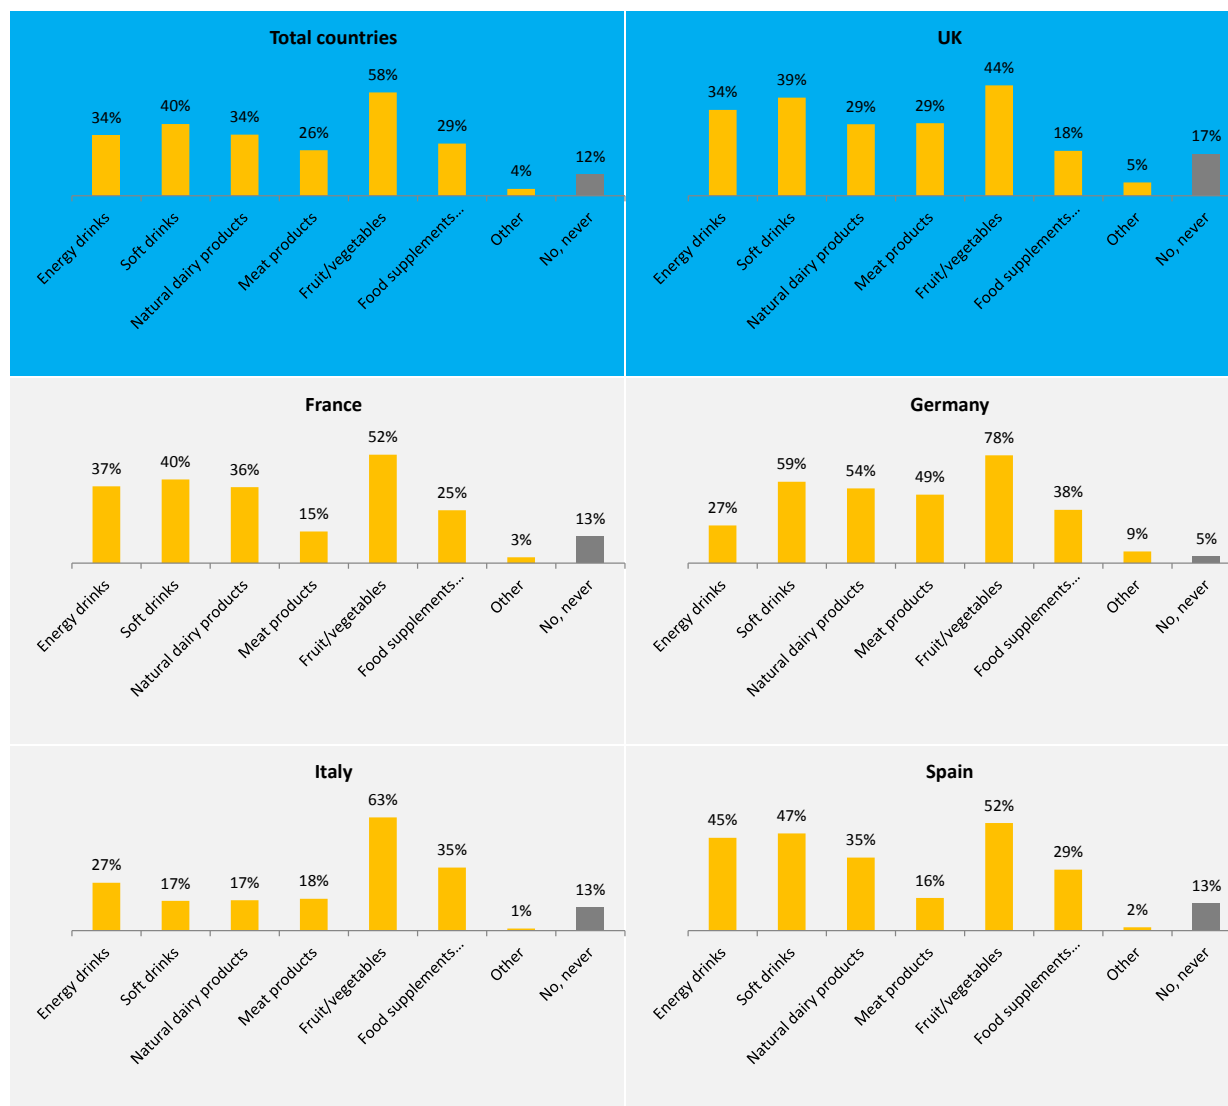 Total countries
34%
40%
34%
26%
58%
29%
4%
12%
Energy drinks
Soft drinks
Natural dairy products
Meat products
Fruit/vegetables
Food supplements...
Other
No, never
UK
34%
39%
29%
29%
44%
18%
5%
17%
Energy drinks
Soft drinks
Natural dairy products
Meat products
Fruit/vegetables
Food supplements...
Other
No, never
France
37%
40%
36%
15%
52%
25%
3%
13%
Energy drinks
Soft drinks
Natural dairy products
Meat products
Fruit/vegetables
Food supplements...
Other
No, never
Germany
27%
59%
54%
49%
78%
38%
9%
5%
Energy drinks
Soft drinks
Natural dairy products
Meat products
Fruit/vegetables
Food supplements...
Other
No, never
Italy
27%
17%
17%
18%
63%
35%
1%
13%
Energy drinks
Soft drinks
Natural dairy products
Meat products
Fruit/vegetables
Food supplements...
Other
No, never
Spain
45%
47%
35%
16%
52%
29%
2%
13%
Energy drinks
Soft drinks
Natural dairy products
Meat products
Fruit/vegetables
Food supplements...
Other
No, never